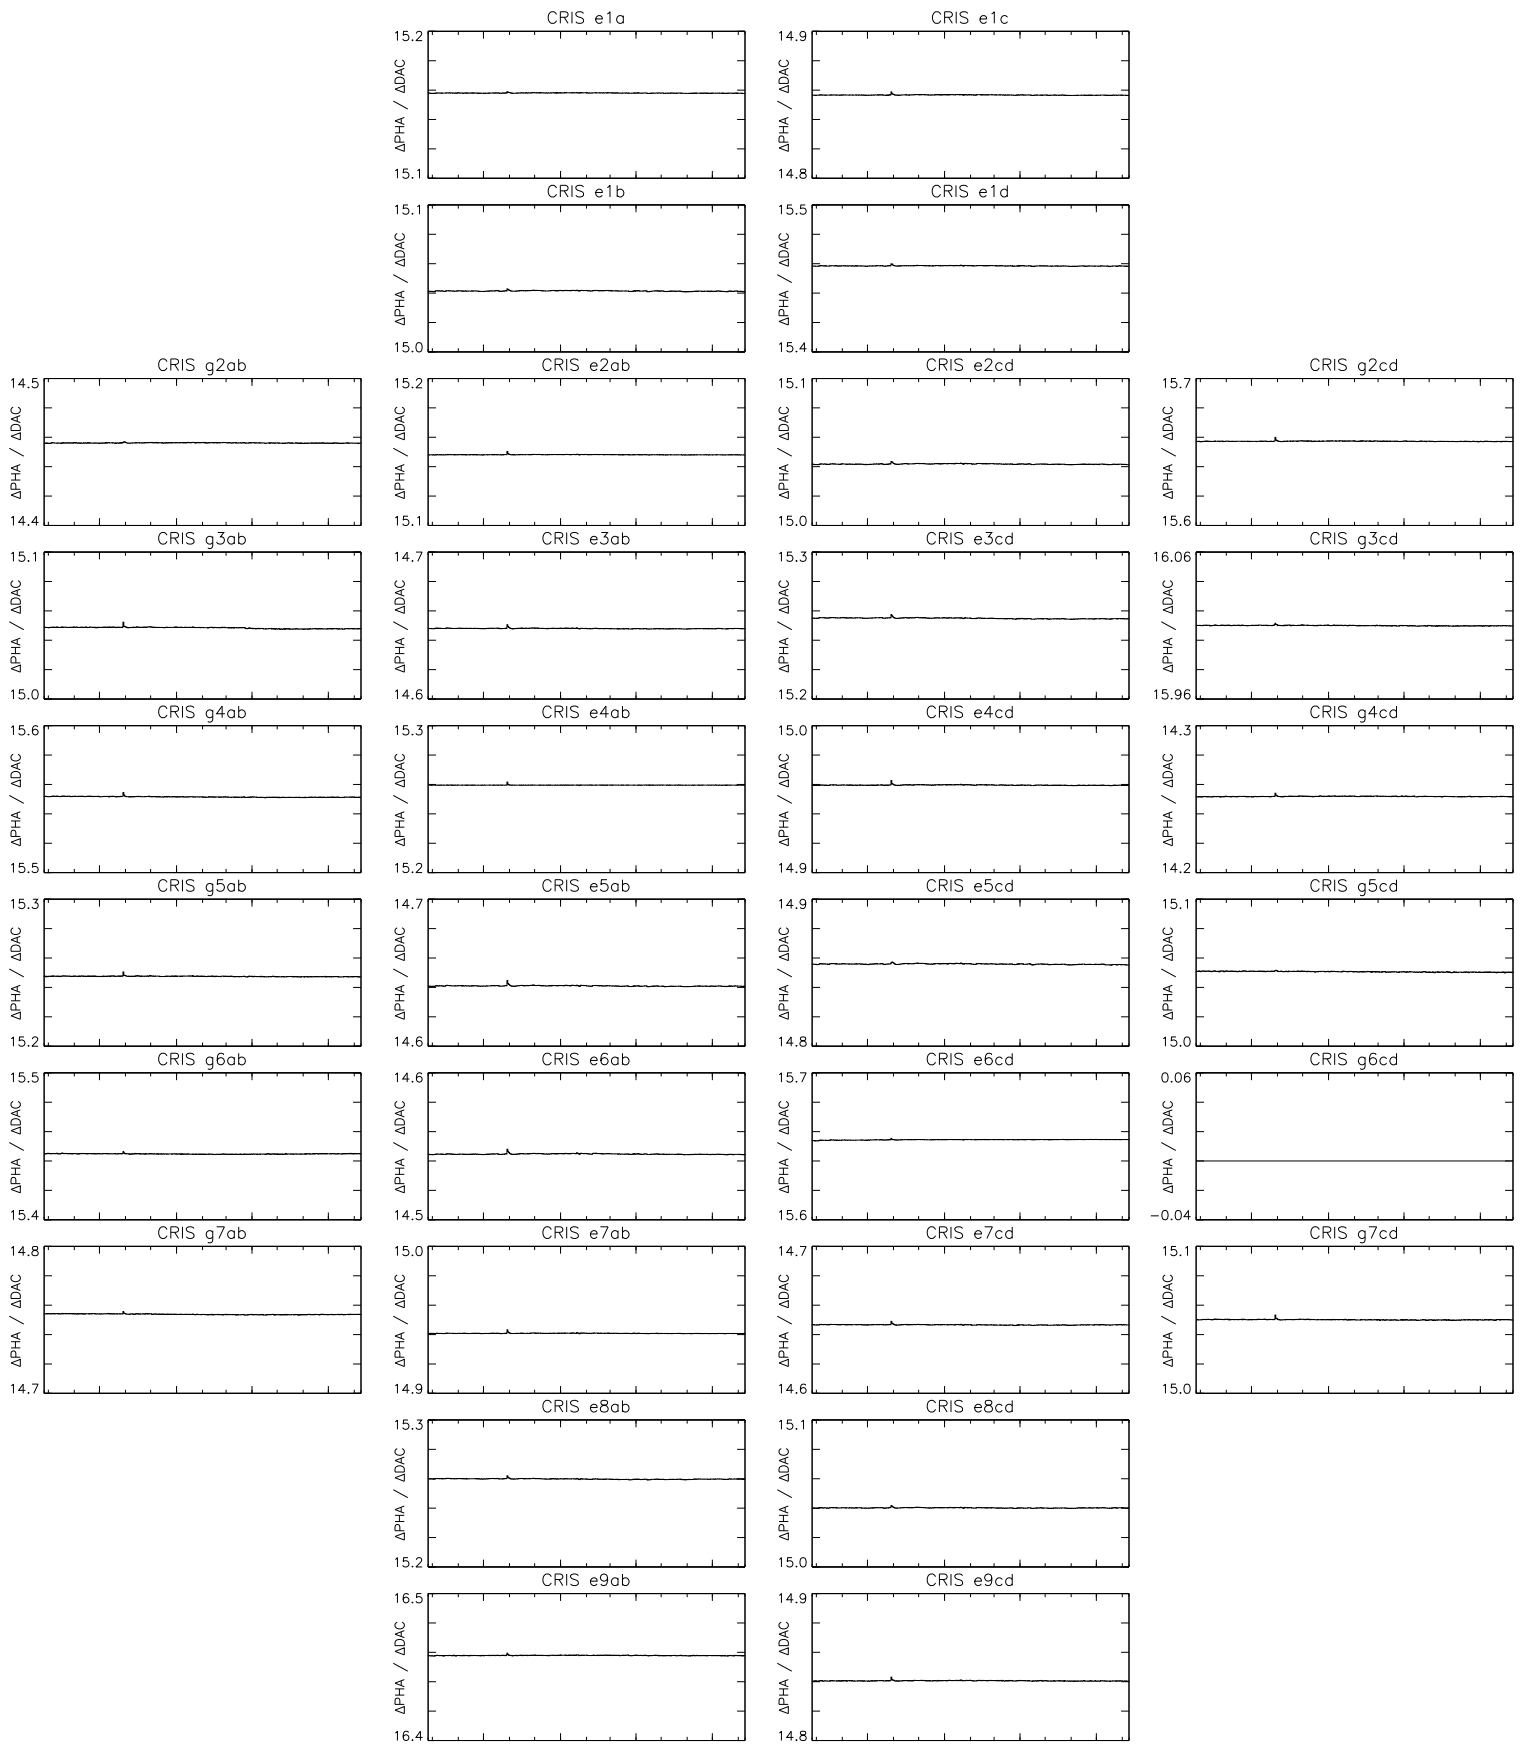 CRIS e1a
15.2
ΔPHA / ΔDAC
15.1
CRIS e1c
14.9
ΔPHA / ΔDAC
14.8
CRIS e1b
15.1
ΔPHA / ΔDAC
15.0
CRIS e1d
15.5
ΔPHA / ΔDAC
15.4
CRIS g2ab
14.5
ΔPHA / ΔDAC
14.4
CRIS e2ab
15.2
ΔPHA / ΔDAC
15.1
CRIS e2cd
15.1
ΔPHA / ΔDAC
15.0
CRIS g2cd
15.7
ΔPHA / ΔDAC
15.6
CRIS g3ab
15.1
ΔPHA / ΔDAC
15.0
CRIS e3ab
14.7
ΔPHA / ΔDAC
14.6
CRIS e3cd
15.3
ΔPHA / ΔDAC
15.2
CRIS g3cd
16.06
ΔPHA / ΔDAC
15.96
CRIS g4ab
15.6
ΔPHA / ΔDAC
15.5
CRIS e4ab
15.3
ΔPHA / ΔDAC
15.2
CRIS e4cd
15.0
ΔPHA / ΔDAC
14.9
CRIS g4cd
14.3
ΔPHA / ΔDAC
14.2
CRIS g5ab
15.3
ΔPHA / ΔDAC
15.2
CRIS e5ab
14.7
ΔPHA / ΔDAC
14.6
CRIS e5cd
14.9
ΔPHA / ΔDAC
14.8
CRIS g5cd
15.1
ΔPHA / ΔDAC
15.0
CRIS g6ab
15.5
ΔPHA / ΔDAC
15.4
CRIS e6ab
14.6
ΔPHA / ΔDAC
14.5
CRIS e6cd
15.7
ΔPHA / ΔDAC
15.6
CRIS g6cd
0.06
ΔPHA / ΔDAC
−0.04
CRIS g7ab
14.8
ΔPHA / ΔDAC
14.7
CRIS e7ab
15.0
ΔPHA / ΔDAC
14.9
CRIS e7cd
14.7
ΔPHA / ΔDAC
14.6
CRIS g7cd
15.1
ΔPHA / ΔDAC
15.0
CRIS e8ab
15.3
ΔPHA / ΔDAC
15.2
CRIS e8cd
15.1
ΔPHA / ΔDAC
15.0
CRIS e9ab
16.5
ΔPHA / ΔDAC
16.4
CRIS e9cd
14.9
ΔPHA / ΔDAC
14.8